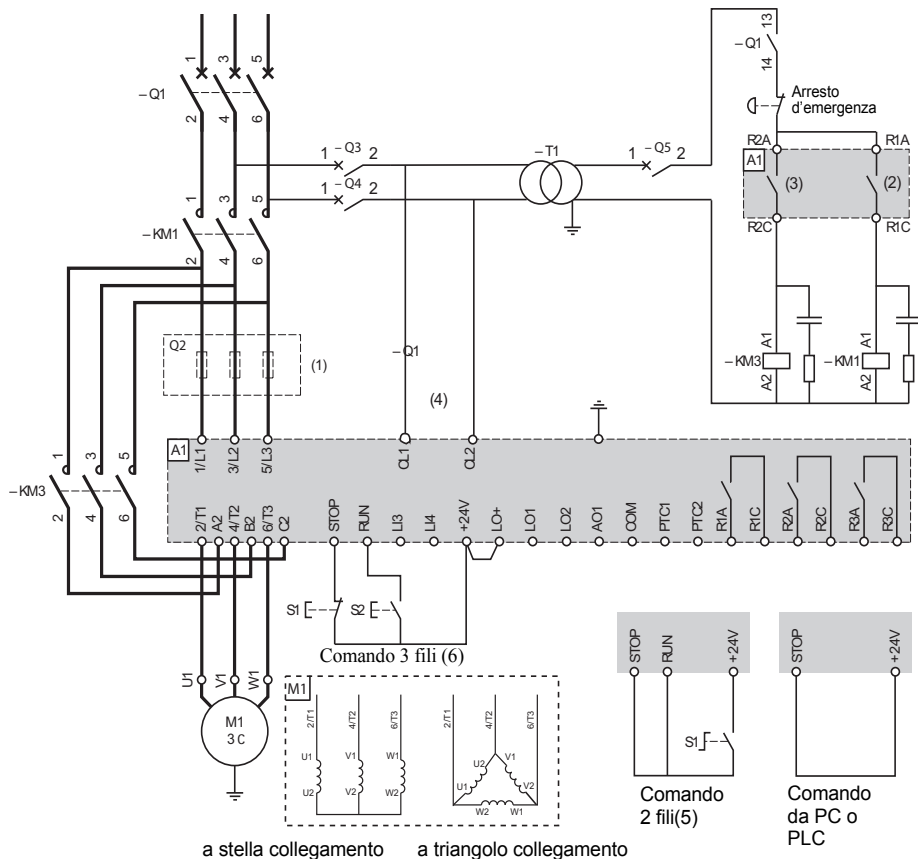 1 3 5
–Q1
2 4 6
1 –Q3 2
1 –Q4 2
–T1
1 –Q5 2
13
–Q1
14
Arresto
d'emergenza
R2A R1A
A1
(3) (2)
R2C R1C
1 3 5
–KM1
2 4 6
Q2
(1)
–Q1
(4)
A1 A1
–KM3 –KM1
A2 A2
A1
1/L1 3/L2 5/L3 CL1 CL2
1 3 5
–KM3
2 4 6
2/T1 A2 4/T2 B2 6/T3 C2
STOP RUN LI3 LI4 +24V LO+ LO1 LO2 AO1 COM PTC1 PTC2 R1A R1C R2A R2C R3A R3C
S1 S2
Comando 3 fili (6)
U1 V1 W1
M1
3 C
M1
2/T1 4/T2 6/T3
U1 V1 W1
U2 V2 W2
2/T1 4/T2 6/T3
U2 V1
U1 V2
W2 W1
a stella collegamento a triangolo collegamento
STOP RUN +24V
S1
Comando
2 fili(5)
STOP +24V
Comando
da PC o
PLC